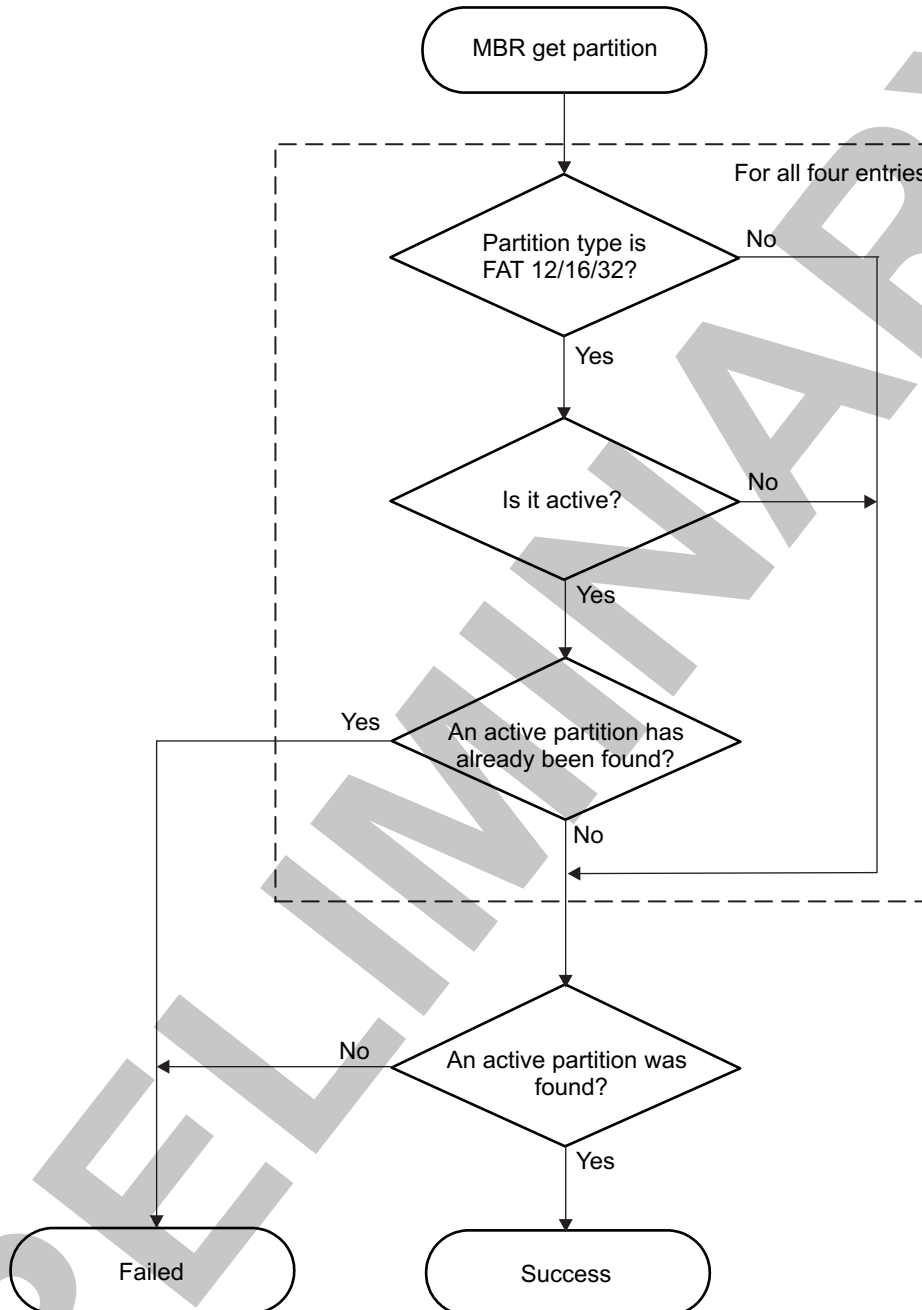 MBR get partition
For all four entries
Partition type is
FAT 12/16/32?
No
Yes
Is it active?
No
Yes
An active partition has
already been found?
Yes
No
An active partition was
found?
No
Yes
Failed
Success
PRELIMINARY